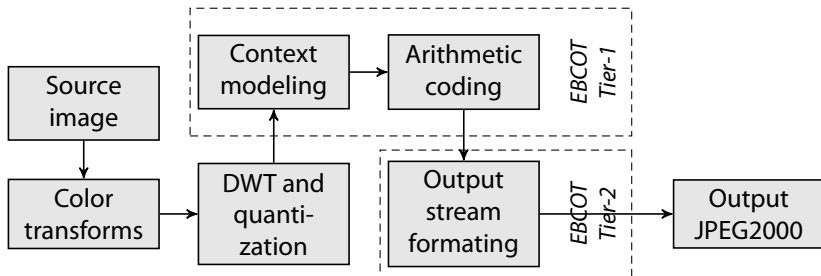 Source
image
Color
transforms
DWT and
quanti-
zation
Context
modeling
Arithmetic
coding
EBCOT
Tier-1
Output
stream
formating
EBCOT
Tier-2
Output
JPEG2000